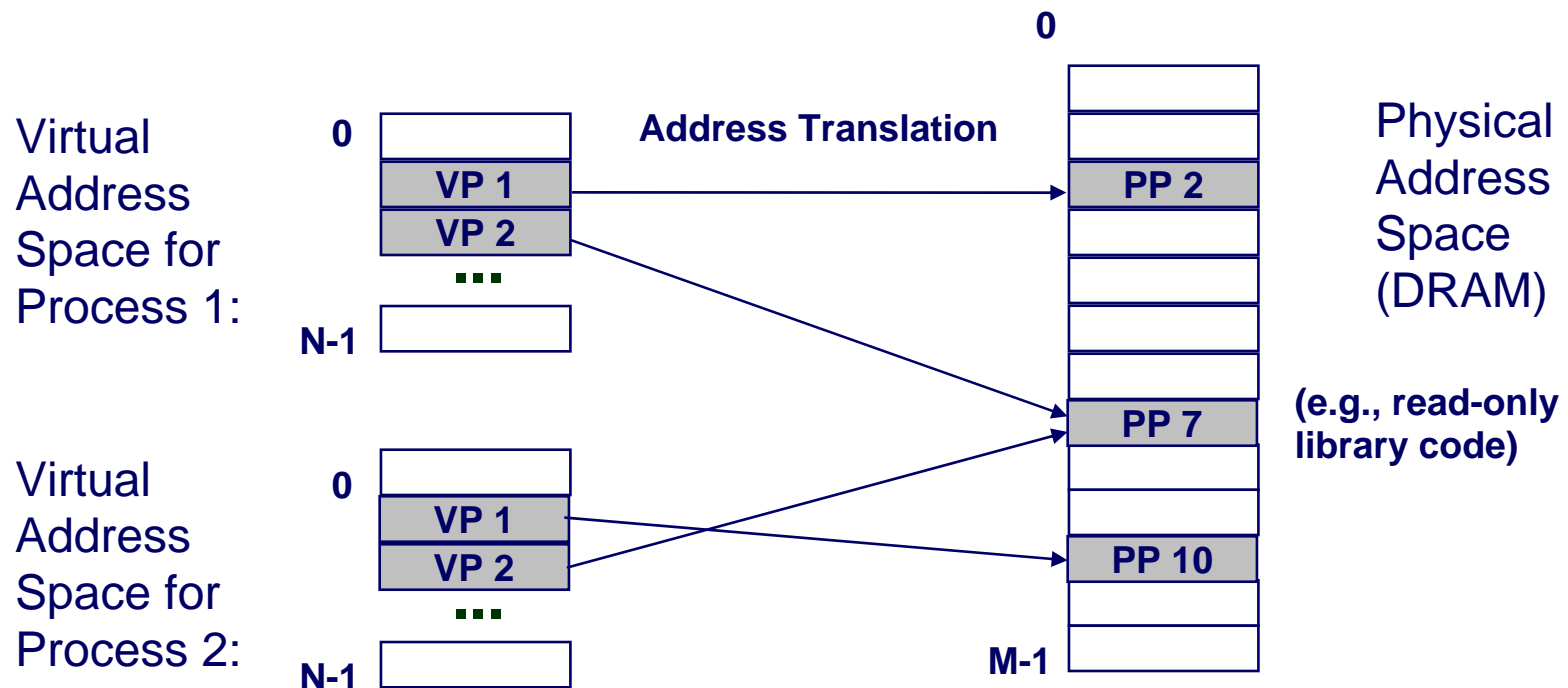 0
Virtual
Address
Space for
Process 1:
0
VP 1
VP 2
...
N-1
Address Translation
PP 2
Physical
Address
Space
(DRAM)
PP 7
(e.g., read-only
library code)
Virtual
Address
Space for
Process 2:
0
VP 1
VP 2
...
N-1
PP 10
M-1